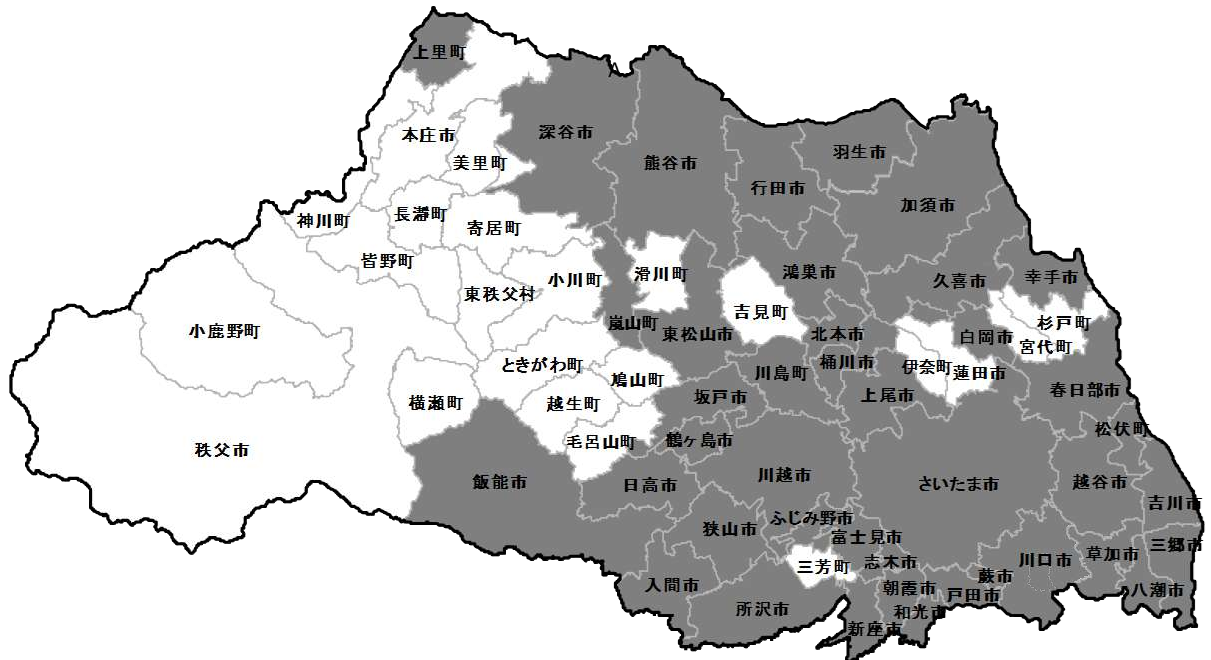 上里町
本庄市
深谷市
美里町
熊谷市
羽生市
行田市
加須市
神川町
長瀞町
寄居町
皆野町
小川町
滑川町
鴻巣市
久喜市
幸手市
東秩父村
吉見町
小鹿野町
嵐山町
東松山市
北本市
白岡市
杉戸町
宮代町
ときがわ町
鳩山町
川島町
桶川市
伊奈町
蓮田市
横瀬町
越生町
坂戸市
上尾市
春日部市
松伏町
毛呂山町
鶴ヶ島市
秩父市
飯能市
日高市
川越市
さいたま市
越谷市
吉川市
狭山市
ふじみ野市
富士見市
三芳町
志木市
川口市
草加市
三郷市
入間市
朝霞市
蕨市
戸田市
八潮市
所沢市
和光市
新座市